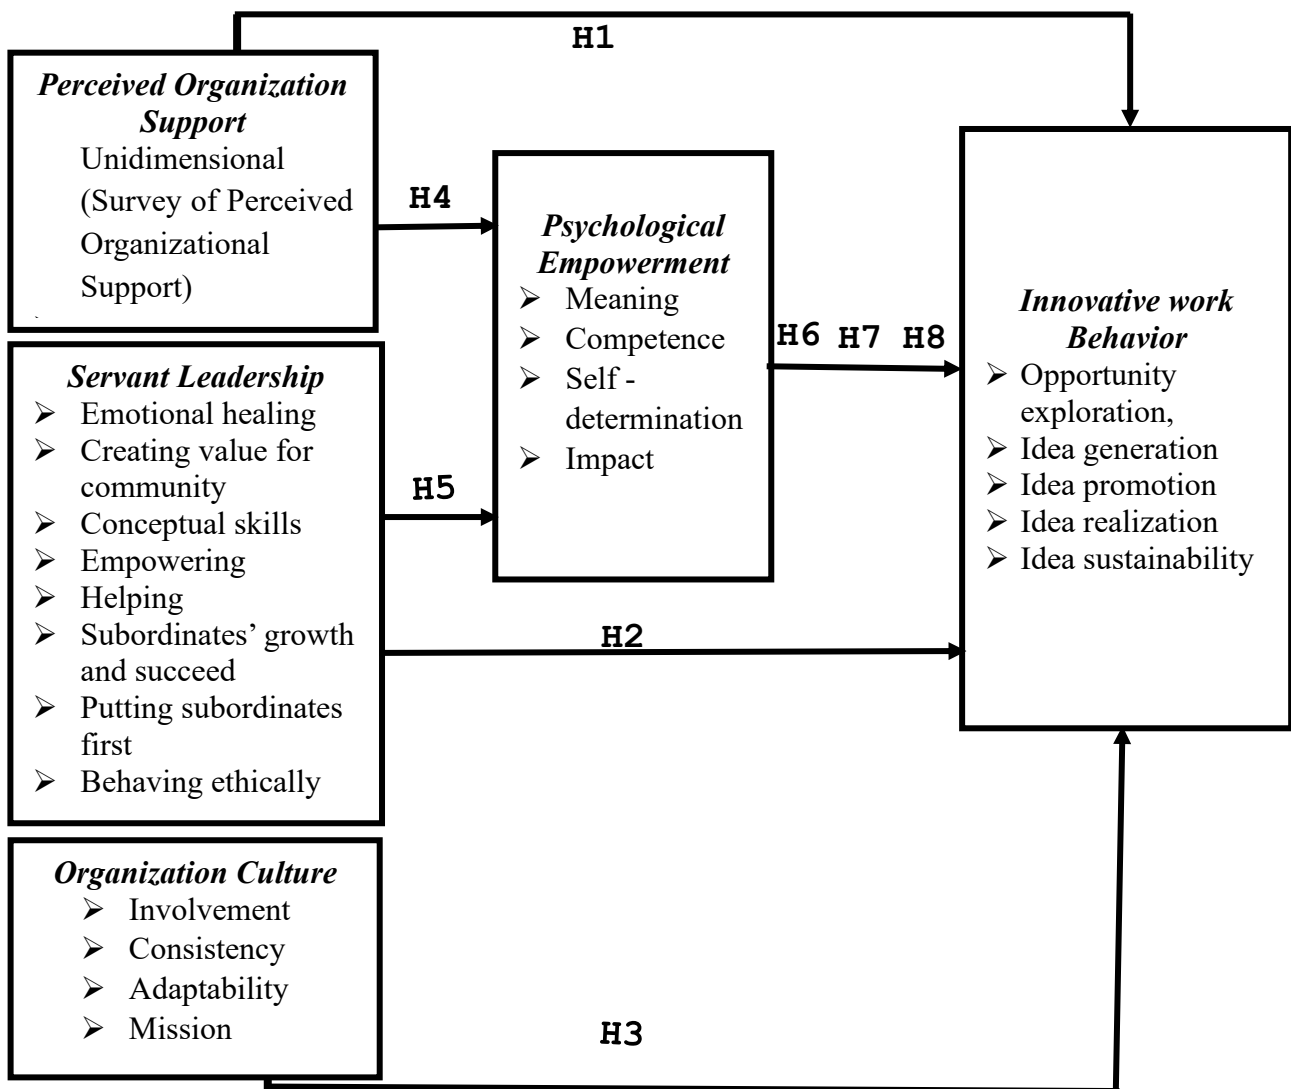 H1
Perceived Organization
Support
Unidimensional
(Survey of Perceived
Organizational
Support)
.
H4
Psychological
Empowerment
➢ Meaning
➢ Competence
➢ Self -
determination
➢ Impact
H6 H7 H8
Innovative work
Behavior
➢ Opportunity
exploration,
➢ Idea generation
➢ Idea promotion
➢ Idea realization
➢ Idea sustainability
Servant Leadership
➢ Emotional healing
➢ Creating value for
community
➢ Conceptual skills
➢ Empowering
➢ Helping
➢ Subordinates’ growth
and succeed
➢ Putting subordinates
first
➢ Behaving ethically
H5
H2
Organization Culture
➢ Involvement
➢ Consistency
➢ Adaptability
➢ Mission
H3